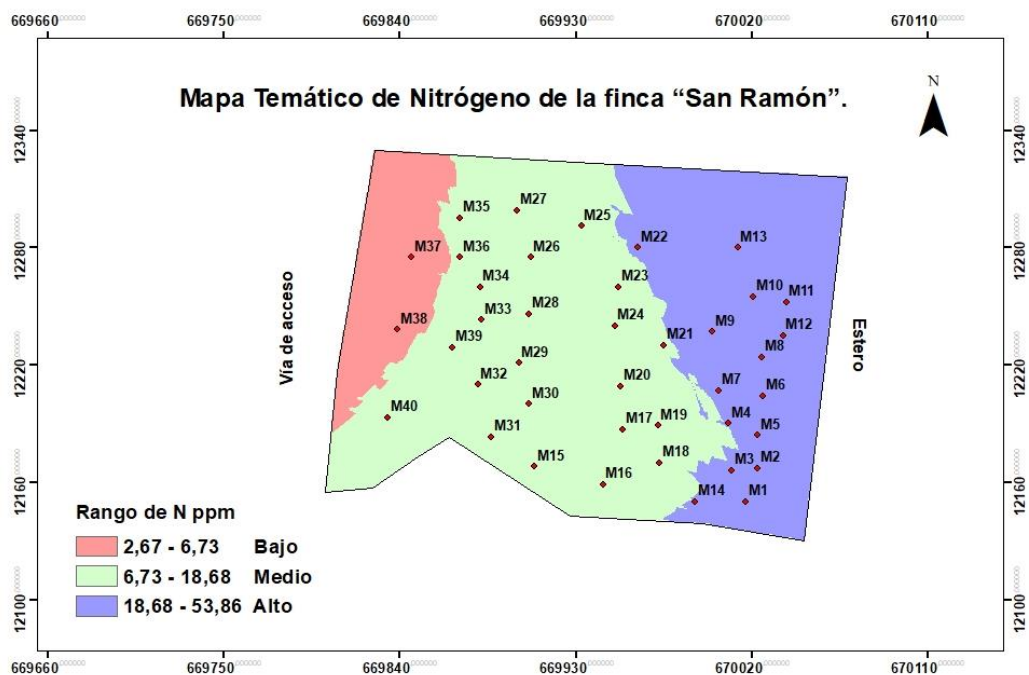 669660 669750 669840 669930 670020 670110
Mapa Temático de Nitrógeno de la finca “San Ramón”.
N
12340
12340
M27
M35
M25
M22
M13
M37
M36
M26
12280
12280
M34
M23
M10
M11
Vía de acceso
Estero
M38
M33
M28
M24
M9
M12
M39
M21
M8
M29
12220
12220
M32
M20
M7
M6
M40
M30
M17
M19
M4
M5
M31
M15
M18
M3
M2
M16
12160
12160
M14
M1
Rango de N ppm
2,67 - 6,73 Bajo
6,73 - 18,68 Medio
18,68 - 53,86 Alto
12100
12100
669660 669750 669840 669930 670020 670110